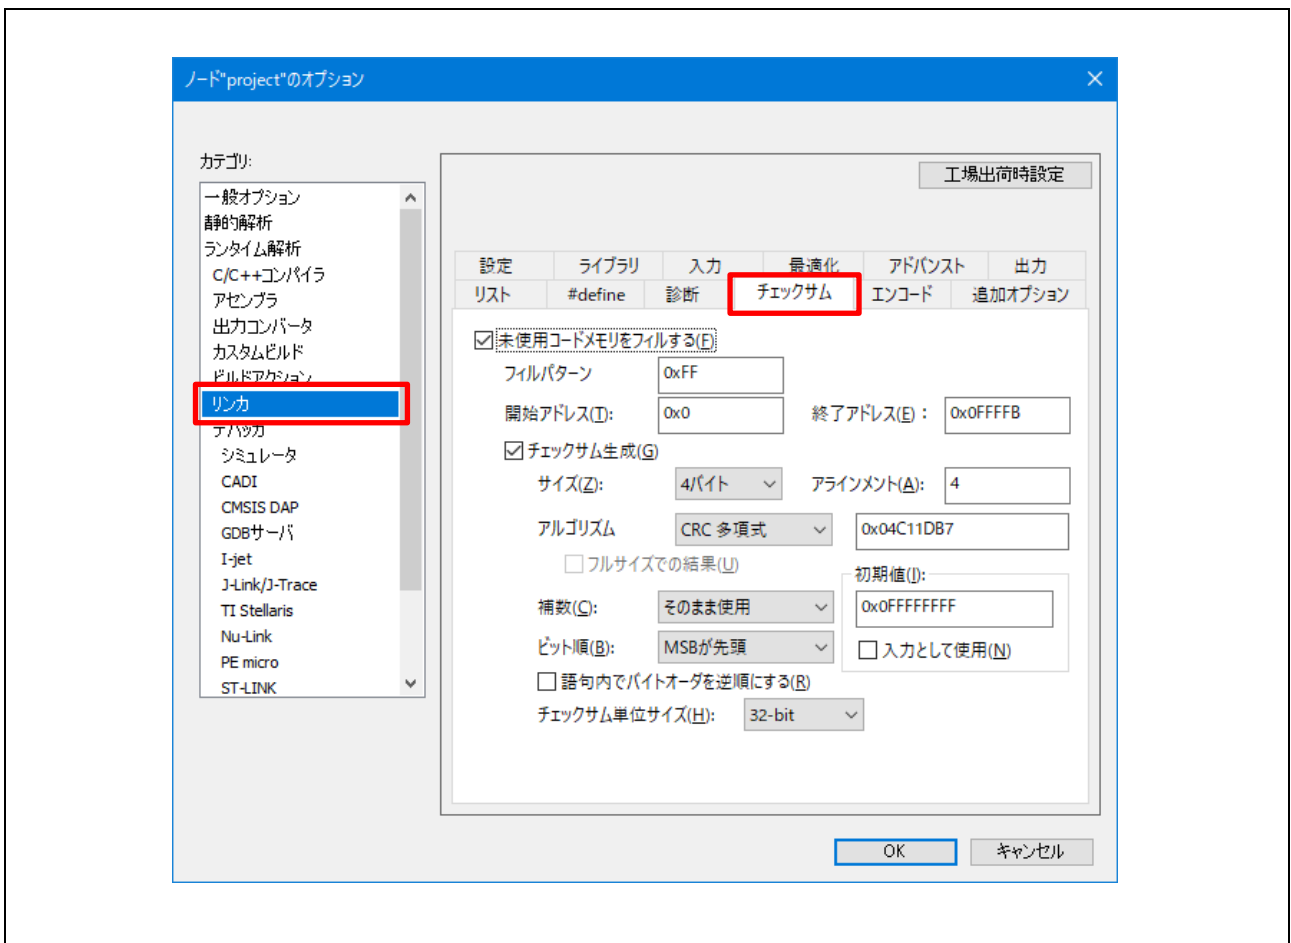 ノード"project"のオプション
カテゴリ:
一般オプション
静的解析
ランタイム解析
C/C++コンパイラ
アセンブラ
出力コンバータ
カスタムビルド
ビルドアクション
リンカ
デバッガ
シミュレータ
CADI
CMSIS DAP
GDBサーバ
I-jet
J-Link/J-Trace
TI Stellaris
Nu-Link
PE micro
ST-LINK
工場出荷時設定
設定 ライブラリ 入力 最適化 アドバンスト 出力
リスト #define 診断 チェックサム エンコード 追加オプション
未使用コードメモリをフィルする(F)
フィルパターン 0xFF
開始アドレス(T): 0x0 終了アドレス(E): 0x0FFFFB
チェックサム生成(G)
サイズ(Z): 4バイト アラインメント(A): 4
アルゴリズム CRC 多項式 0x04C11DB7
フルサイズでの結果(U)
初期値(I):
補数(C): そのまま使用 0x0FFFFFFFF
ビット順(B): MSBが先頭 入力として使用(N)
語句内でバイトオーダを逆順にする(R)
チェックサム単位サイズ(H): 32-bit
OK キャンセル